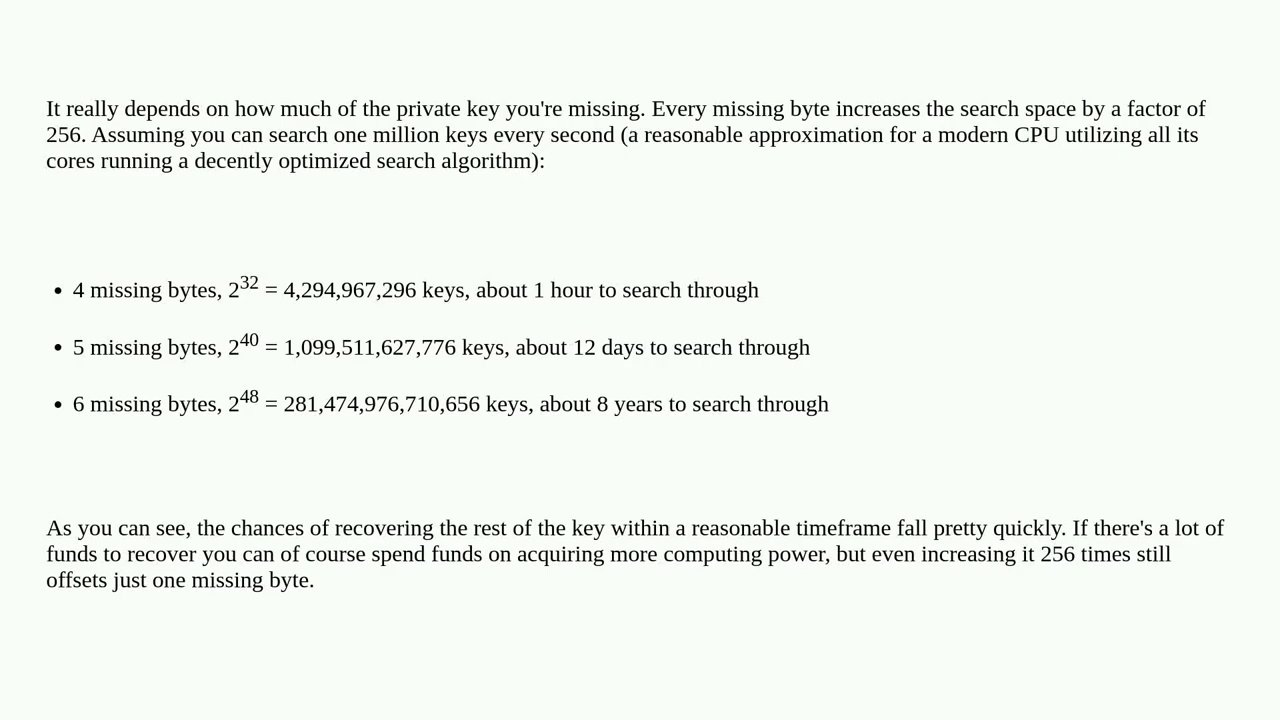 It really depends on how much of the private key you're missing. Every missing byte increases the search space by a factor of
256. Assuming you can search one million keys every second (a reasonable approximation for a modern CPU utilizing all its
cores running a decently optimized search algorithm):
• 4 missing bytes, 2³² = 4,294,967,296 keys, about 1 hour to search through
• 5 missing bytes, 2⁴⁰ = 1,099,511,627,776 keys, about 12 days to search through
• 6 missing bytes, 2⁴⁸ = 281,474,976,710,656 keys, about 8 years to search through
As you can see, the chances of recovering the rest of the key within a reasonable timeframe fall pretty quickly. If there's a lot of
funds to recover you can of course spend funds on acquiring more computing power, but even increasing it 256 times still
offsets just one missing byte.